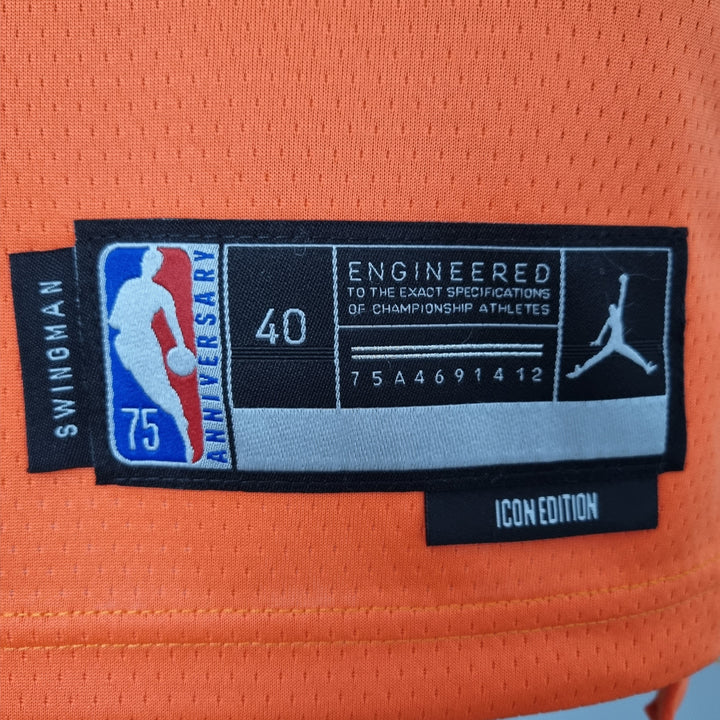 SWINGMAN
75
ANNIVERSARY
40
ENGINEERED
TO THE EXACT SPECIFICATIONS
OF CHAMPIONSHIP ATHLETES
75A4691412
ICON EDITION